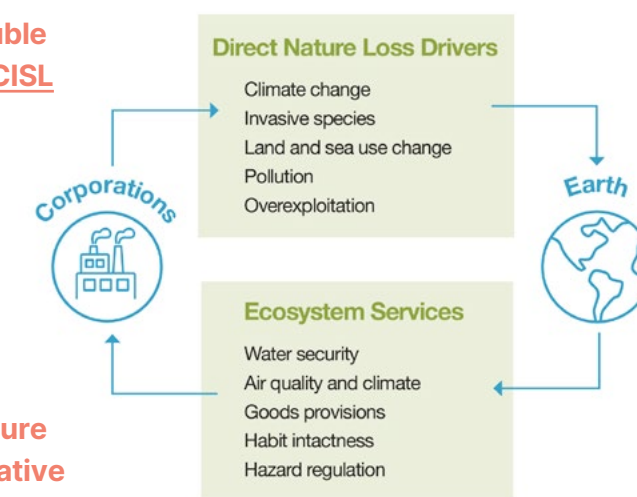 CISL
Direct Nature Loss Drivers
Climate change
Invasive species
Land and sea use change
Pollution
Overexploitation
Corporations
Earth
Ecosystem Services
Water security
Air quality and climate
Goods provisions
Habit intactness
Hazard regulation